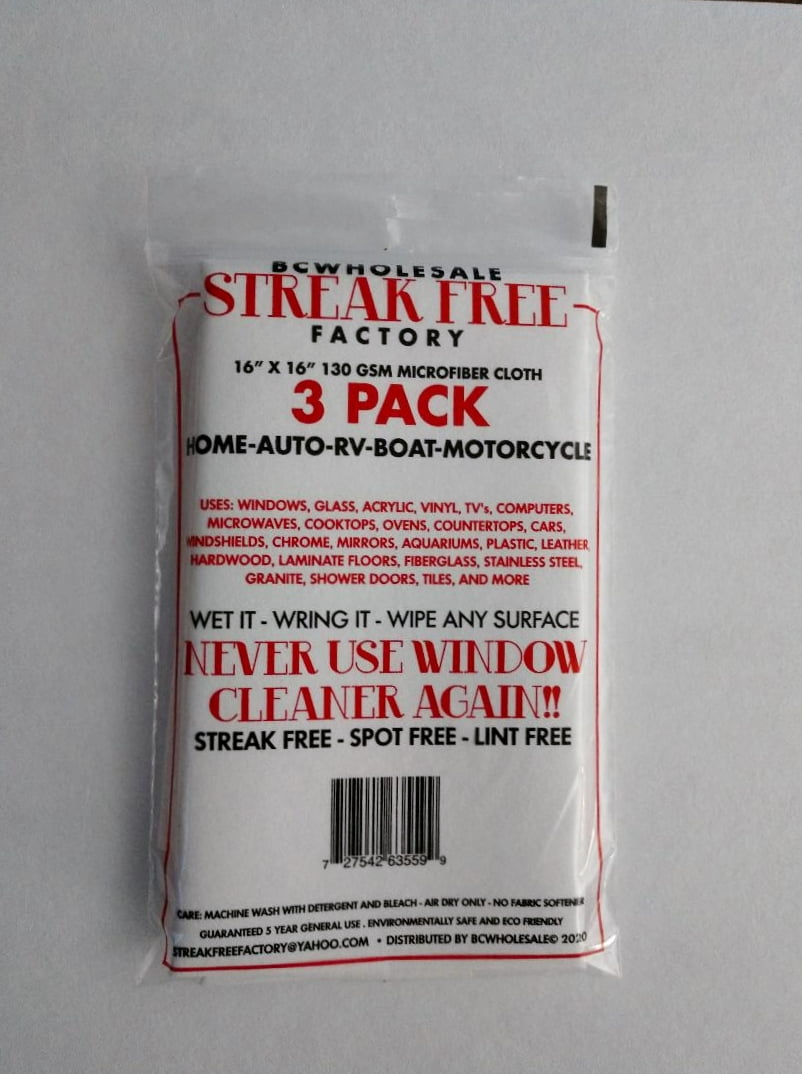 BCWHOLESALE
STREAK FREE
FACTORY
16" X 16" 130 GSM MICROFIBER CLOTH
3 PACK
HOME-AUTO-RV-BOAT-MOTORCYCLE
USES: WINDOWS, GLASS, ACRYLIC, VINYL, TV's, COMPUTERS,
MICROWAVES, COOKTOPS, OVENS, COUNTERTOPS, CARS,
WINDSHIELDS, CHROME, MIRRORS, AQUARIUMS, PLASTIC, LEATHER,
HARDWOOD, LAMINATE FLOORS, FIBERGLASS, STAINLESS STEEL,
GRANITE, SHOWER DOORS, TILES, AND MORE
WET IT - WRING IT - WIPE ANY SURFACE
NEVER USE WINDOW
CLEANER AGAIN!!
STREAK FREE - SPOT FREE - LINT FREE
7 27542 63559 9
CARE: MACHINE WASH WITH DETERGENT AND BLEACH - AIR DRY ONLY - NO FABRIC SOFTENER
GUARANTEED 5 YEAR GENERAL USE . ENVIRONMENTALLY SAFE AND ECO FRIENDLY
STREAKFREEFACTORY@YAHOO.COM • DISTRIBUTED BY BCWHOLESALE© 2020